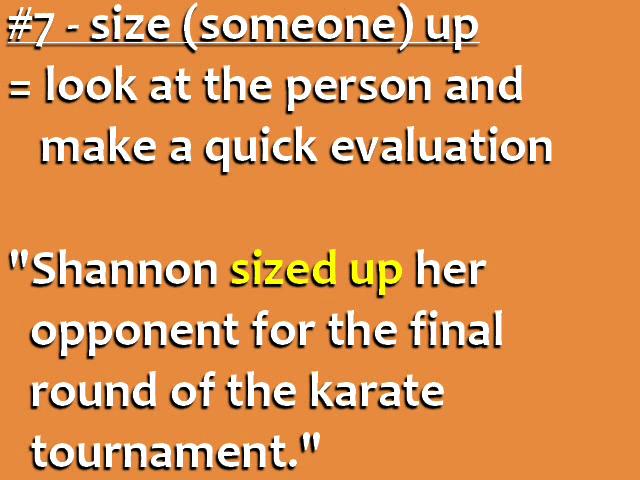 #7 - size (someone) up
= look at the person and
make a quick evaluation
"Shannon sized up her
opponent for the final
round of the karate
tournament."